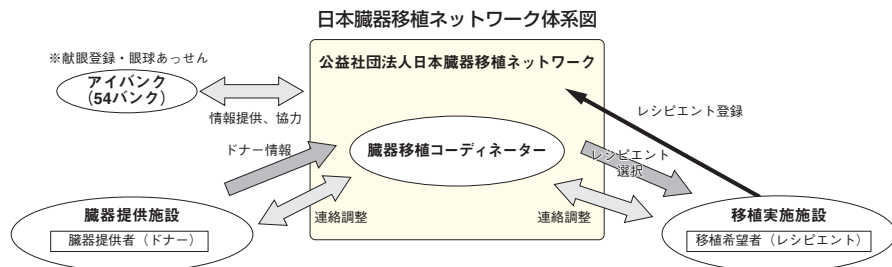 日本臓器移植ネットワーク体系図
公益社団法人日本臓器移植ネットワーク
※献眼登録・眼球あっせん
アイバンク
(54バンク)
情報提供、協力
レシピエント登録
ドナー情報
臓器移植コーディネーター
レシピエント
選択
臓器提供施設
臓器提供者（ドナー）
連絡調整
連絡調整
移植実施施設
移植希望者（レシピエント）